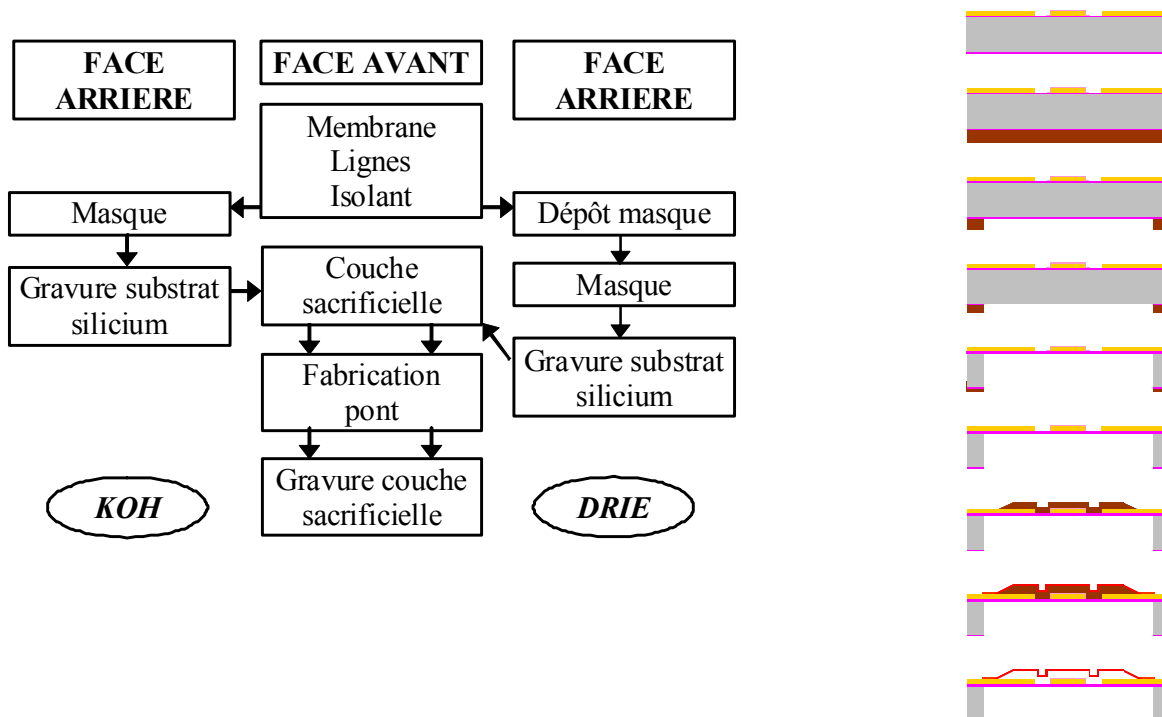 FACE
ARRIERE
FACE AVANT
FACE
ARRIERE
Membrane
Lignes
Isolant
Masque
Dépôt masque
Gravure substrat
silicium
Couche
sacrificielle
Masque
Fabrication
pont
Gravure substrat
silicium
Gravure couche
sacrificielle
KOH
DRIE